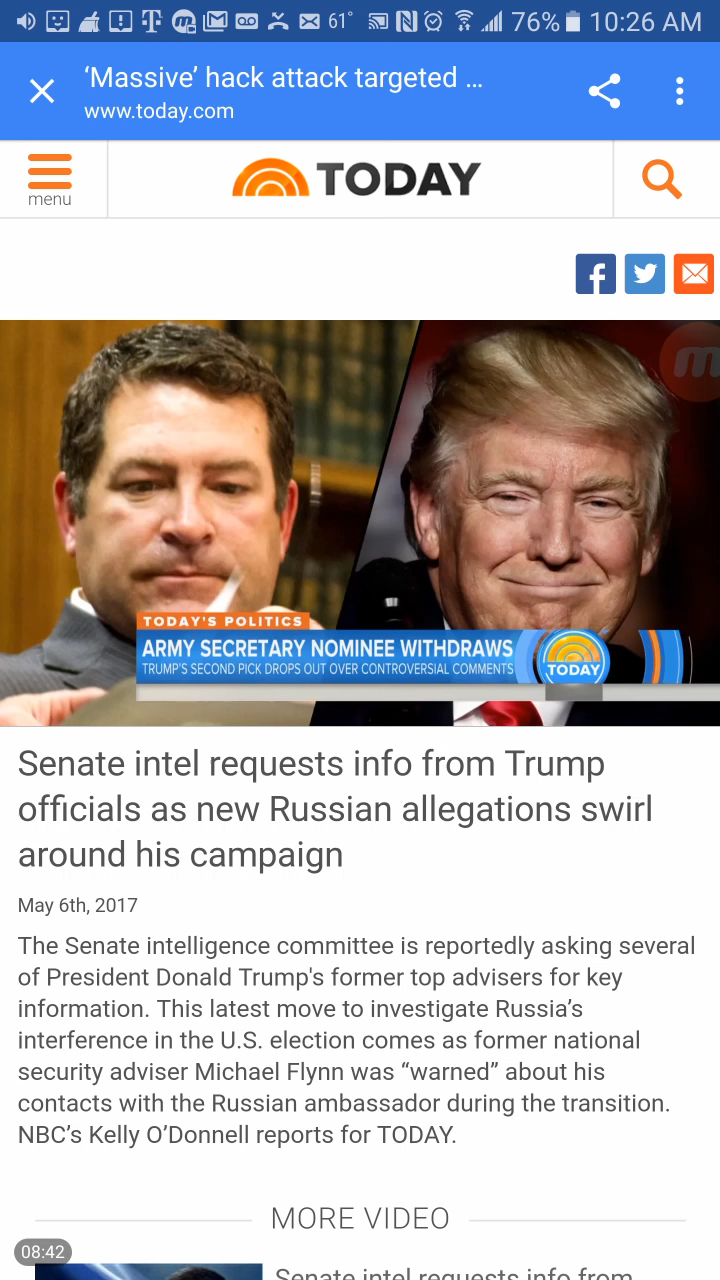 61°
76%
10:26 AM
‘Massive’ hack attack targeted ...
www.today.com
menu
TODAY
f
m
TODAY'S POLITICS
ARMY SECRETARY NOMINEE WITHDRAWS
TRUMP'S SECOND PICK DROPS OUT OVER CONTROVERSIAL COMMENTS
TODAY
Senate intel requests info from Trump
officials as new Russian allegations swirl
around his campaign
May 6th, 2017
The Senate intelligence committee is reportedly asking several
of President Donald Trump's former top advisers for key
information. This latest move to investigate Russia’s
interference in the U.S. election comes as former national
security adviser Michael Flynn was “warned” about his
contacts with the Russian ambassador during the transition.
NBC’s Kelly O’Donnell reports for TODAY.
MORE VIDEO
08:42
Senate intel requests info from